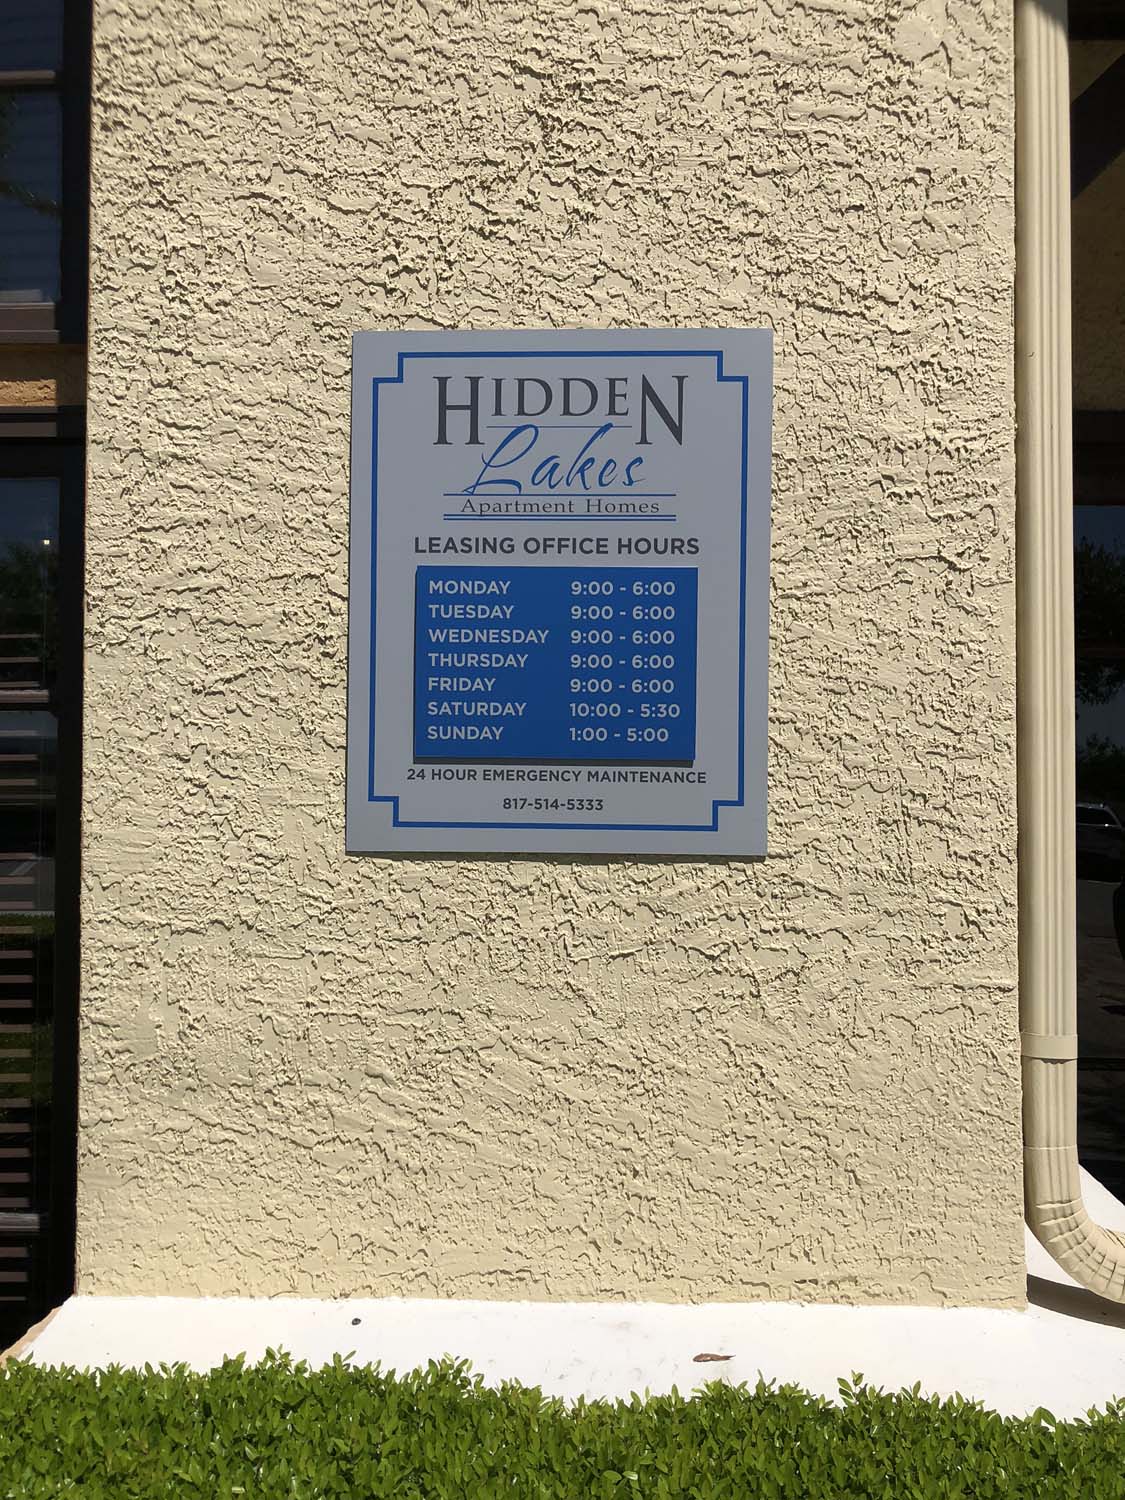 HIDDEN
Lakes
Apartment Homes
LEASING OFFICE HOURS
MONDAY 9:00 - 6:00
TUESDAY 9:00 - 6:00
WEDNESDAY 9:00 - 6:00
THURSDAY 9:00 - 6:00
FRIDAY 9:00 - 6:00
SATURDAY 10:00 - 5:30
SUNDAY 1:00 - 5:00
24 HOUR EMERGENCY MAINTENANCE
817-514-5333